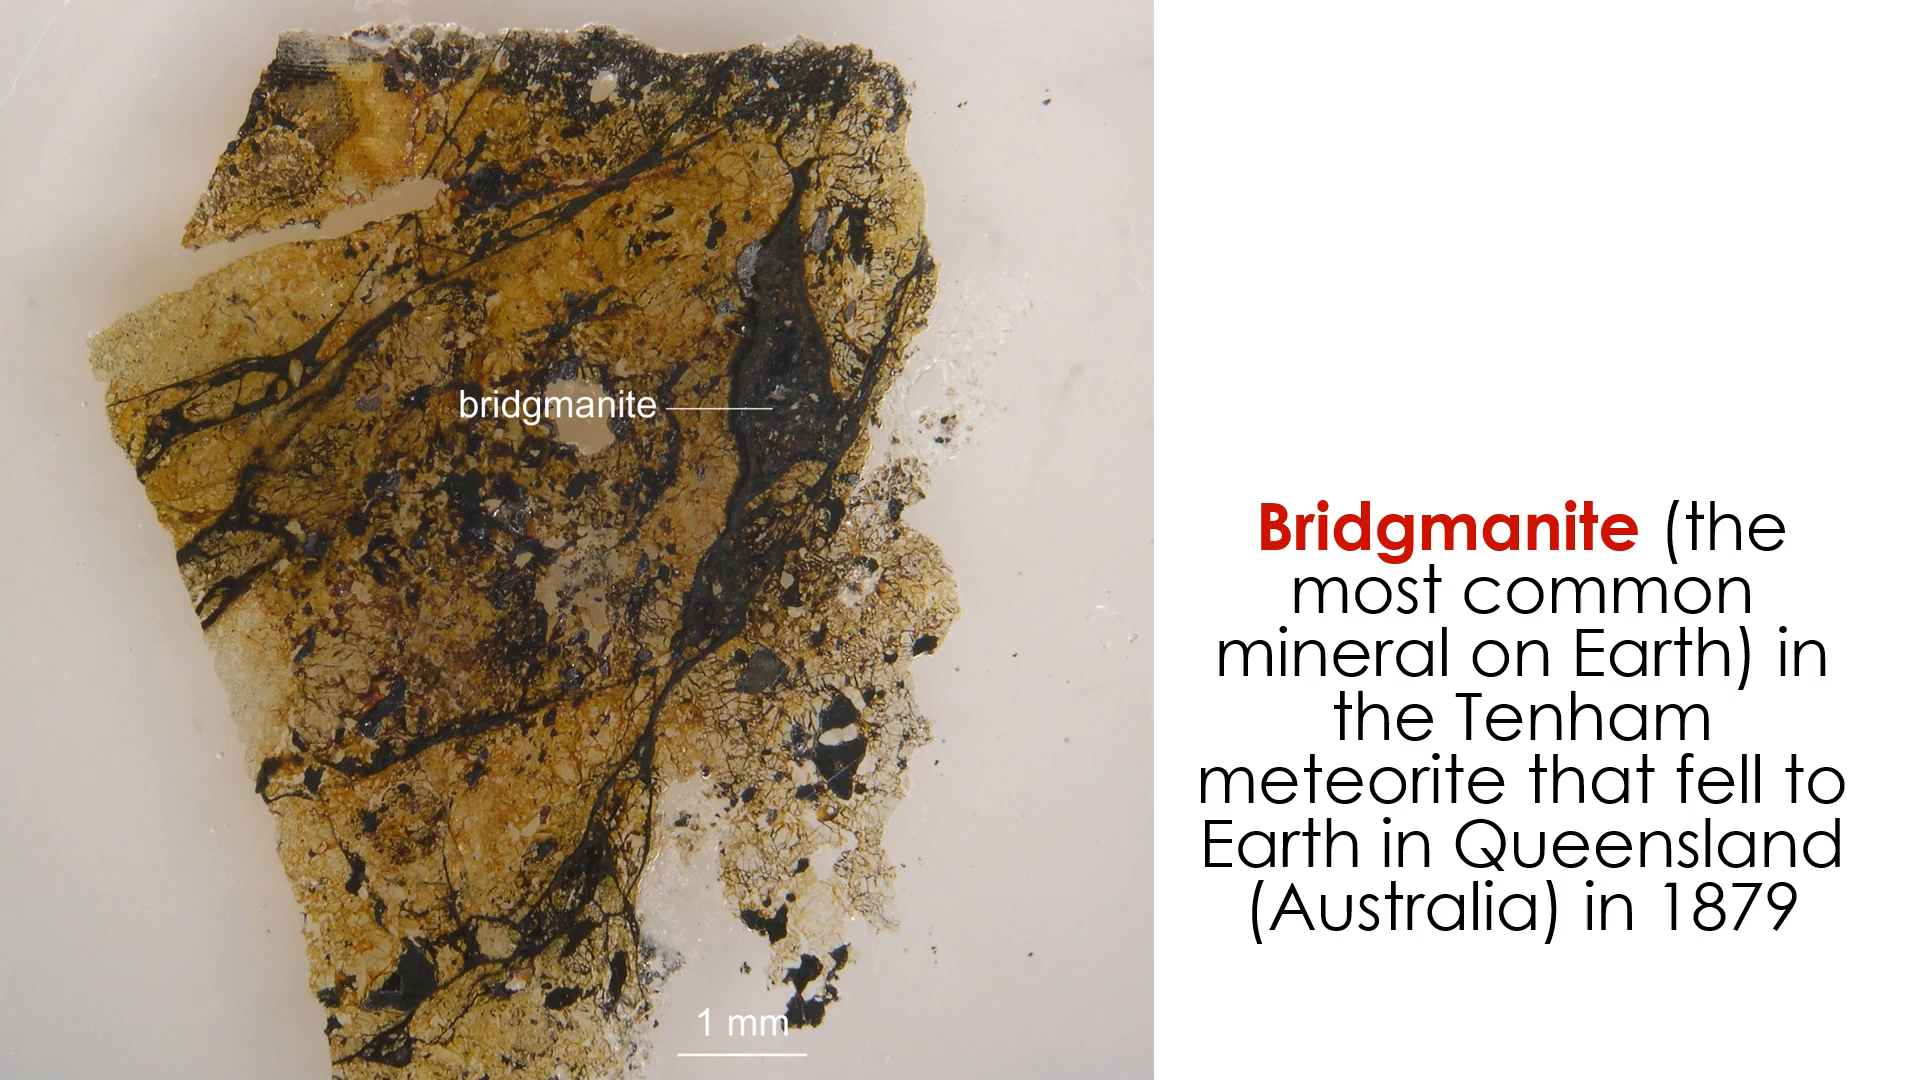 bridgmanite
1 mm
Bridgmanite (the
most common
mineral on Earth) in
the Tenham
meteorite that fell to
Earth in Queensland
(Australia) in 1879